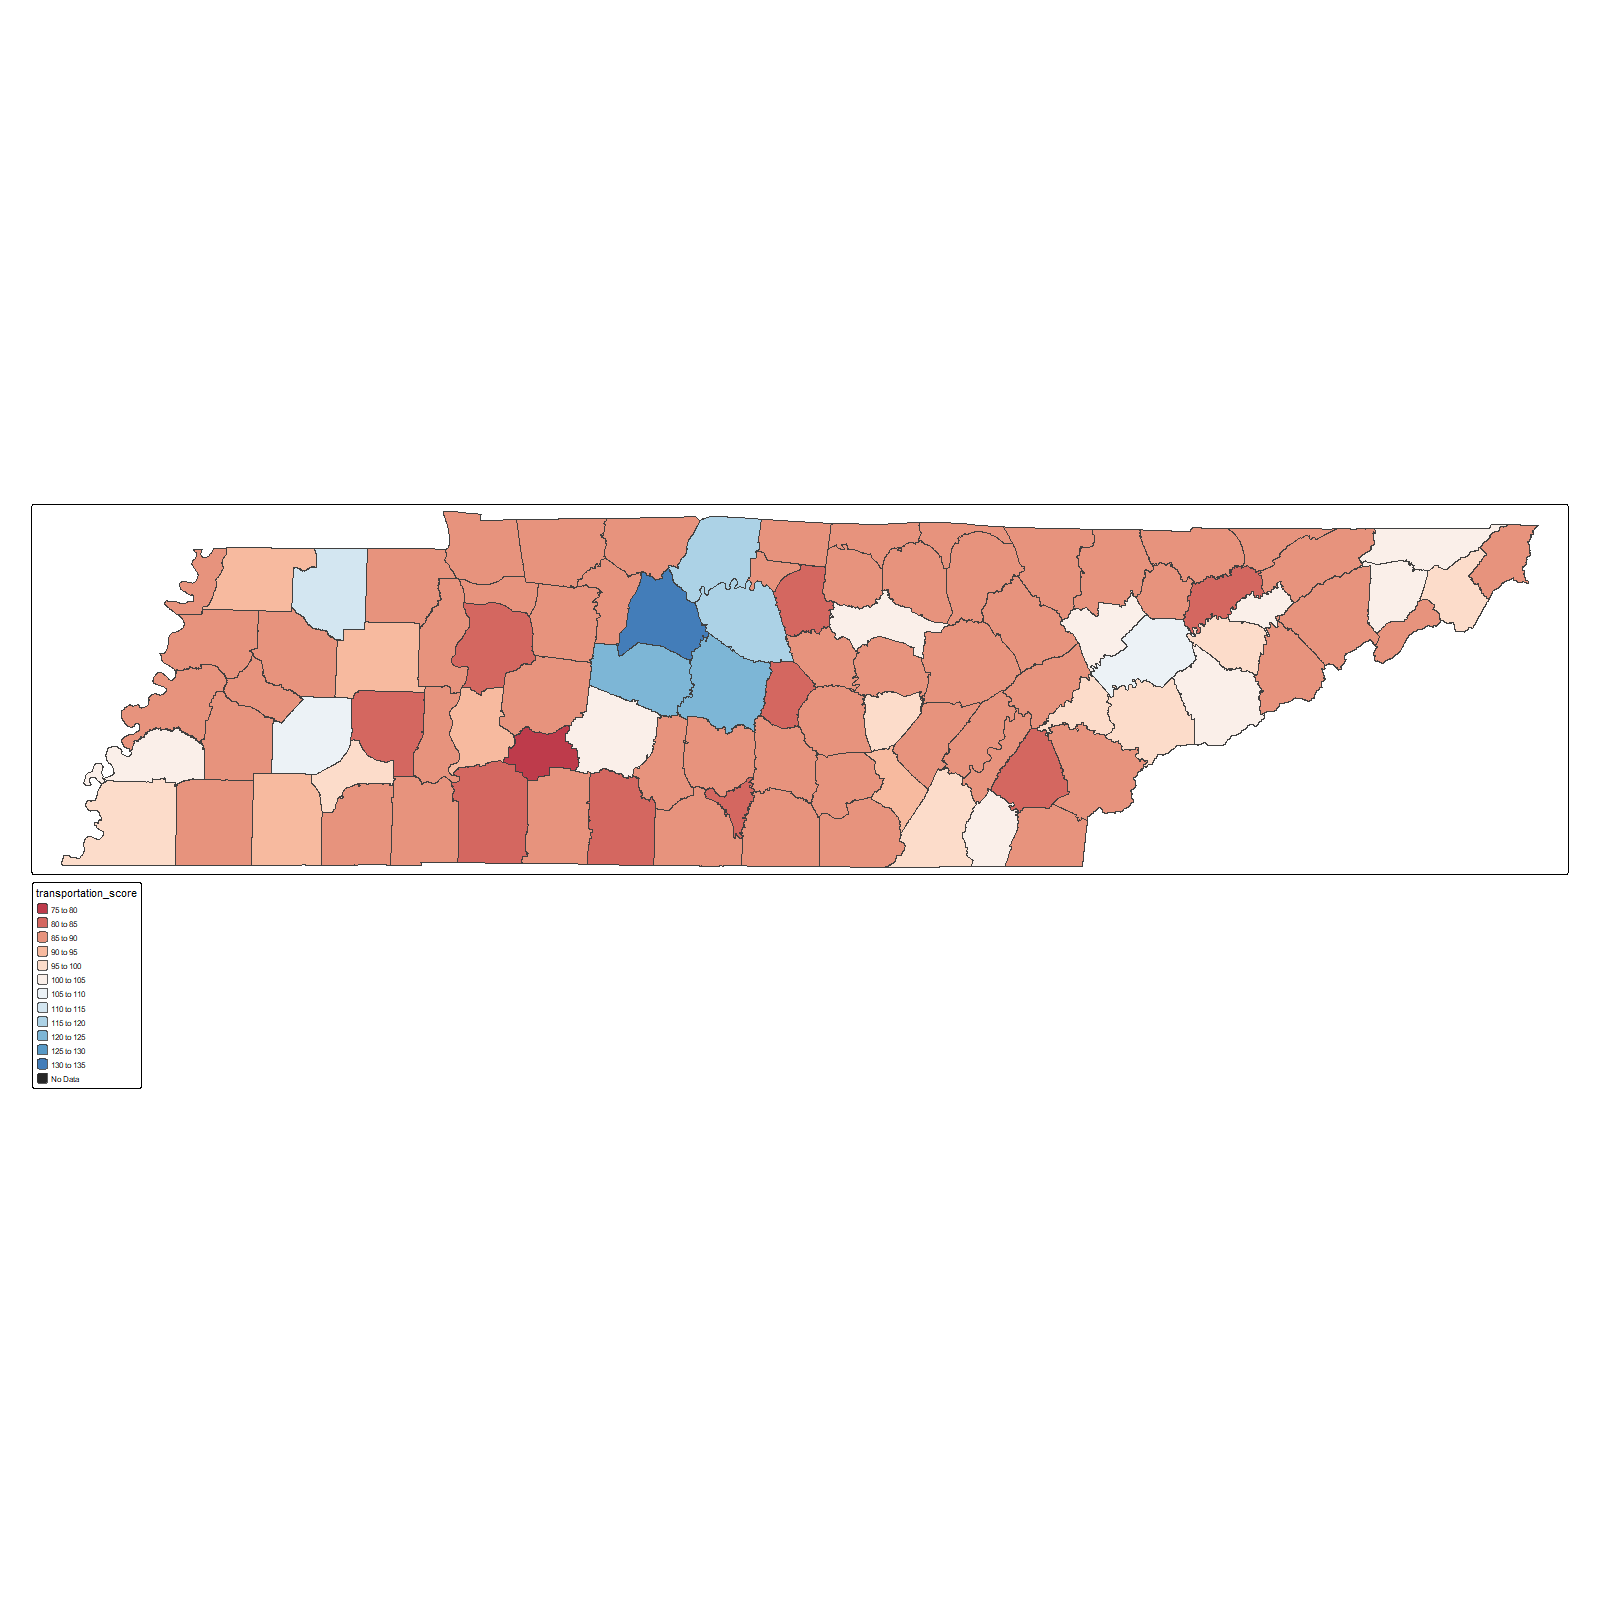 transportation_score
75 to 80
80 to 85
85 to 90
90 to 95
95 to 100
100 to 105
105 to 110
110 to 115
115 to 120
120 to 125
125 to 130
130 to 135
No Data